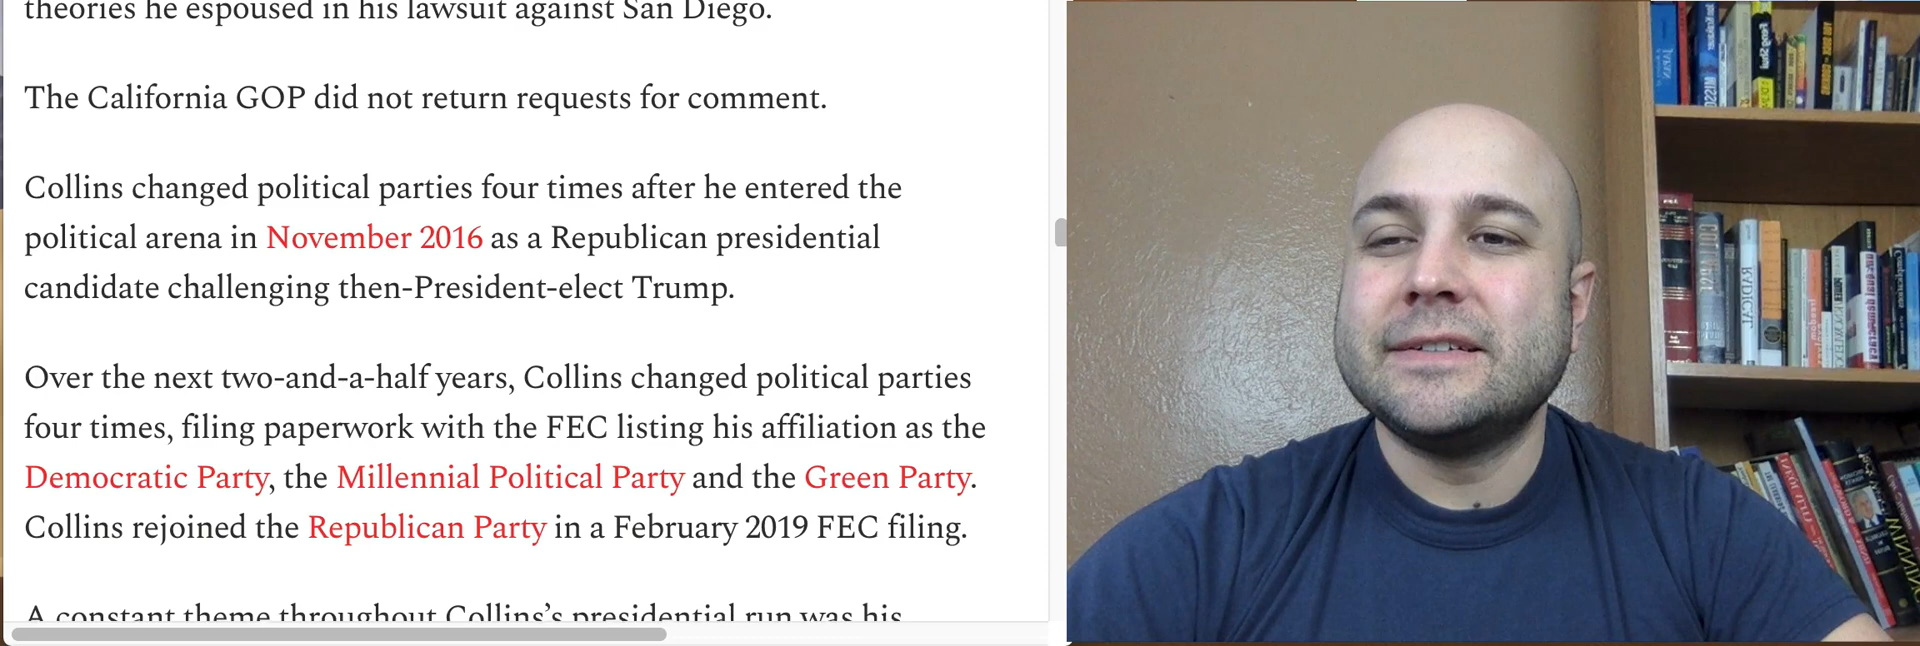 theories he espoused in his lawsuit against San Diego.
The California GOP did not return requests for comment.
Collins changed political parties four times after he entered the
political arena in November 2016 as a Republican presidential
candidate challenging then-President-elect Trump.
Over the next two-and-a-half years, Collins changed political parties
four times, filing paperwork with the FEC listing his affiliation as the
Democratic Party, the Millennial Political Party and the Green Party.
Collins rejoined the Republican Party in a February 2019 FEC filing.
A constant theme throughout Collins’s presidential run was his
RADICAL